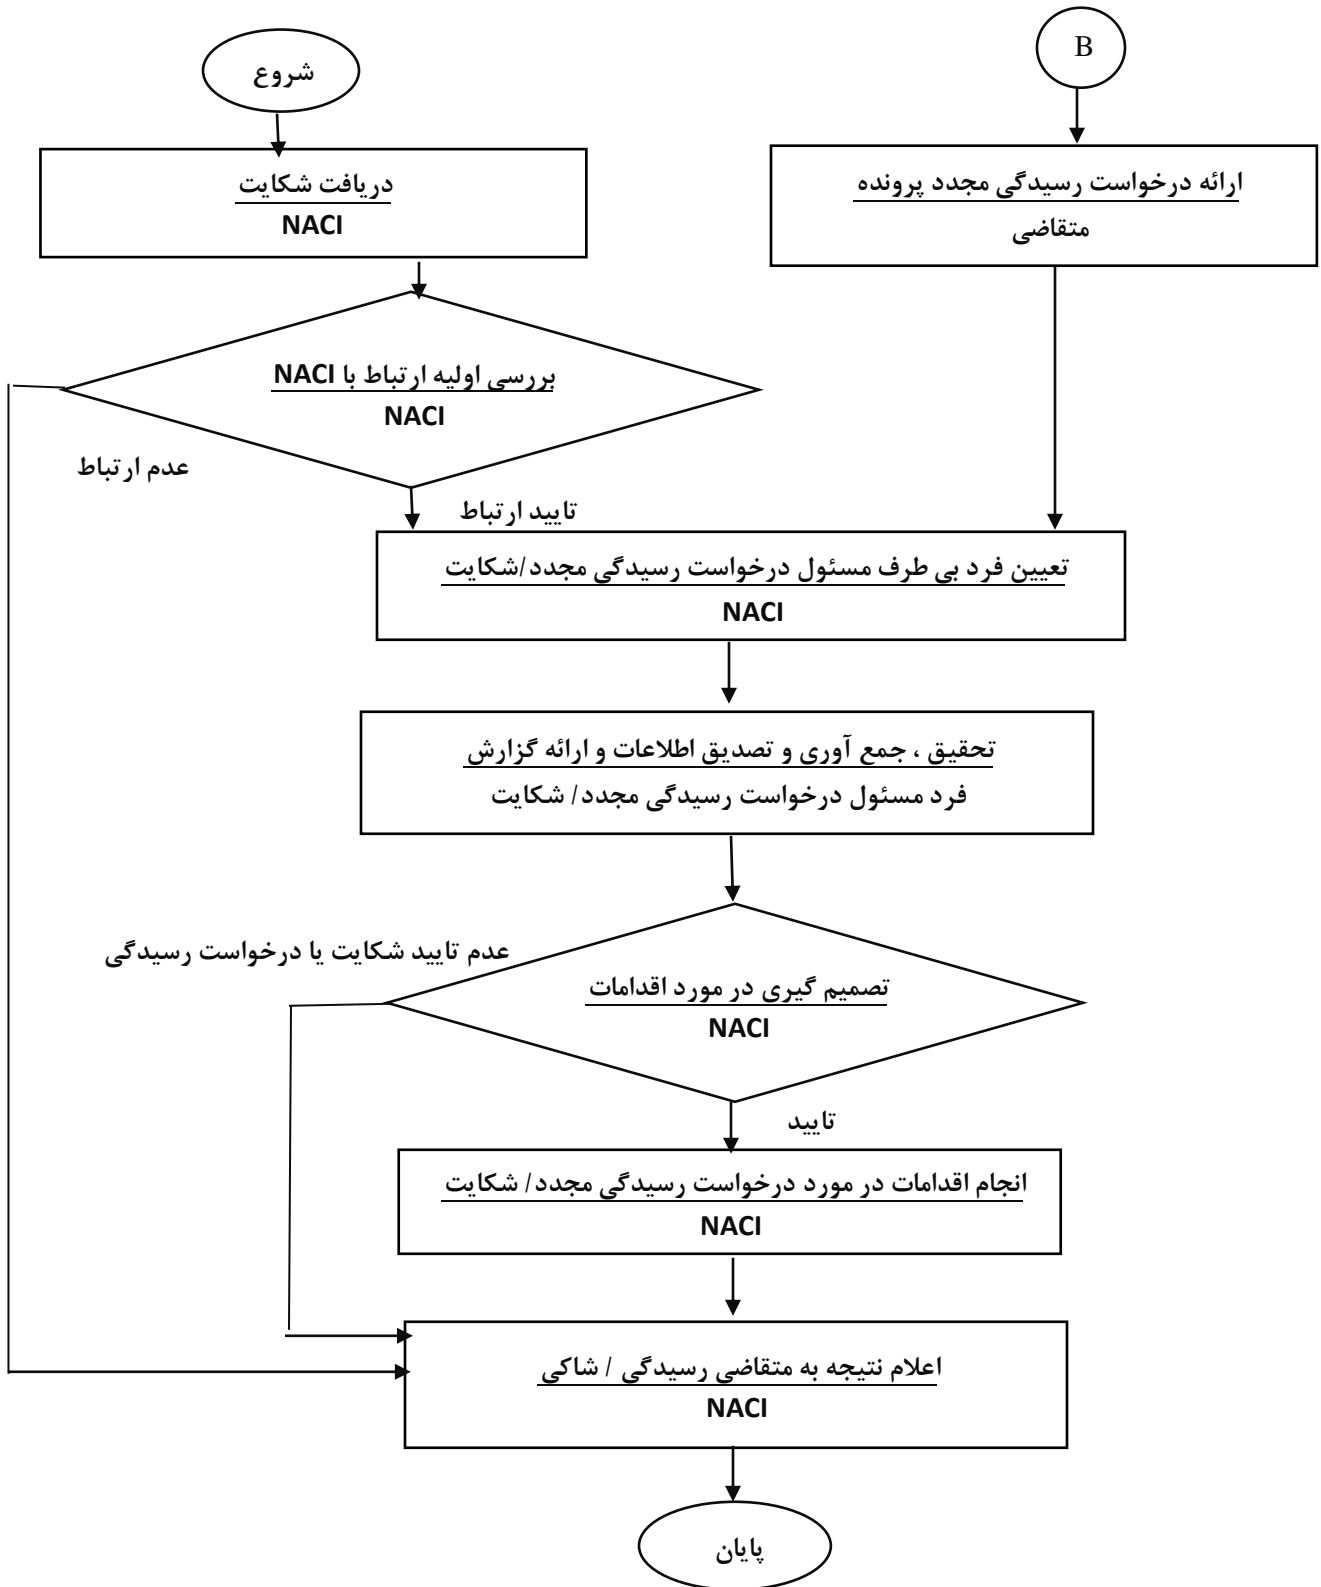 شروع
B
دریافت شکایت
NACI
ارائه درخواست رسیدگی مجدد پرونده
متقاضی
بررسی اولیه ارتباط با NACI
NACI
عدم ارتباط
تایید ارتباط
تعیین فرد بی طرف مسئول درخواست رسیدگی مجدد/شکایت
NACI
تحقیق ، جمع آوری و تصدیق اطلاعات و ارائه گزارش
فرد مسئول درخواست رسیدگی مجدد/ شکایت
عدم تایید شکایت یا درخواست رسیدگی
تصمیم گیری در مورد اقدامات
NACI
تایید
انجام اقدامات در مورد درخواست رسیدگی مجدد/ شکایت
NACI
اعلام نتیجه به متقاضی رسیدگی / شاکی
NACI
پایان